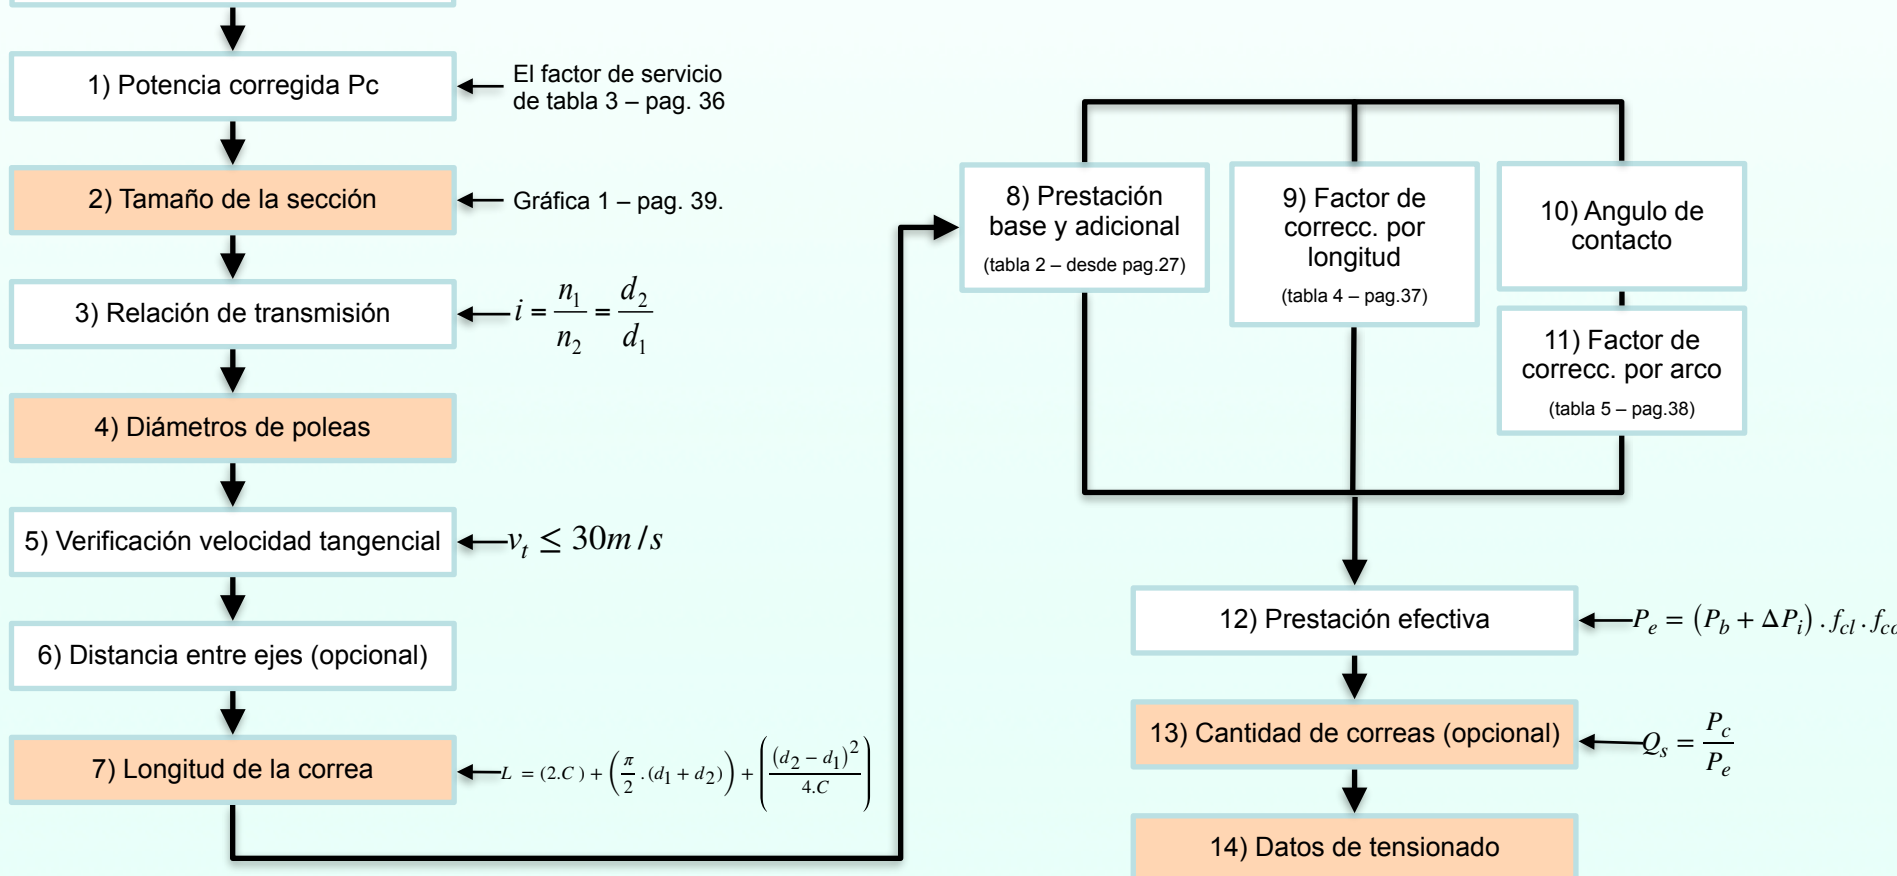 1) Potencia corregida Pc
El factor de servicio
de tabla 3 – pag. 36
2) Tamaño de la sección
Gráfica 1 – pag. 39.
3) Relación de transmisión
i = n₁/n₂ = d₂/d₁
4) Diámetros de poleas
5) Verificación velocidad tangencial
vₜ ≤ 30m/s
6) Distancia entre ejes (opcional)
7) Longitud de la correa
L = (2.C) + (π/2 . (d₁ + d₂)) + ((d₂ − d₁)²/4.C)
8) Prestación
base y adicional
(tabla 2 – desde pag.27)
9) Factor de
correcc. por
longitud
(tabla 4 – pag.37)
10) Angulo de
contacto
11) Factor de
correcc. por arco
(tabla 5 – pag.38)
12) Prestación efectiva
Pₑ = (P_b + ΔPᵢ) . f_cl . f_c
13) Cantidad de correas (opcional)
Qₛ = P_c/Pₑ
14) Datos de tensionado